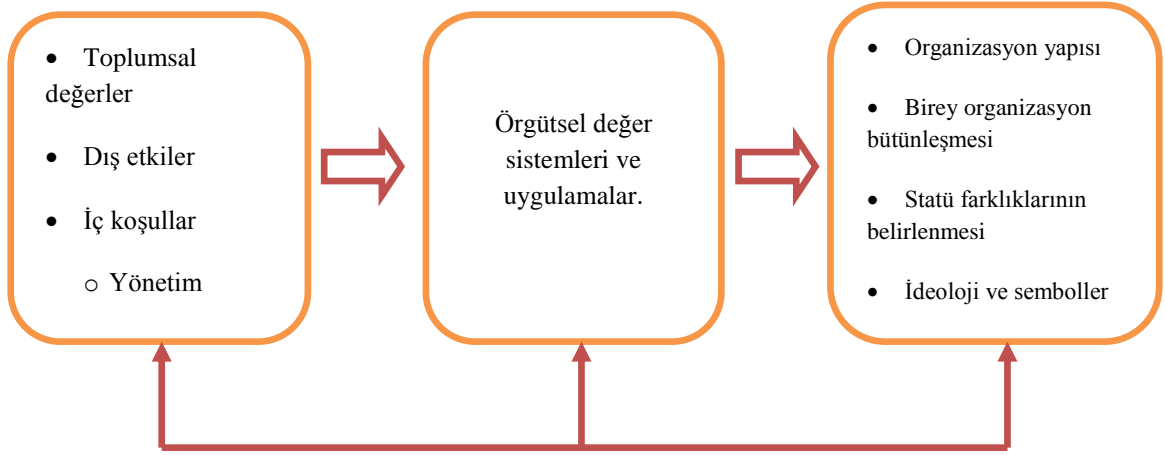 • Toplumsal
değerler
• Dış etkiler
• İç koşullar
o Yönetim
Örgütsel değer
sistemleri ve
uygulamalar.
• Organizasyon yapısı
• Birey organizasyon
bütünleşmesi
• Statü farklıklarının
belirlenmesi
• İdeoloji ve semboller